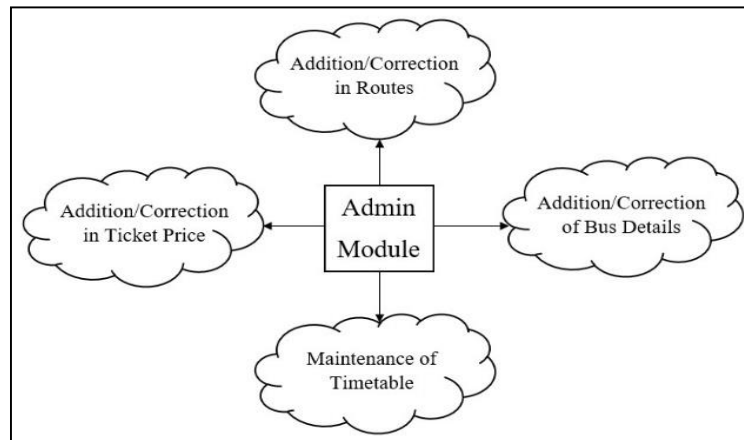 Addition/Correction
in Routes
Addition/Correction
in Ticket Price
Admin
Module
Addition/Correction
of Bus Details
Maintenance of
Timetable